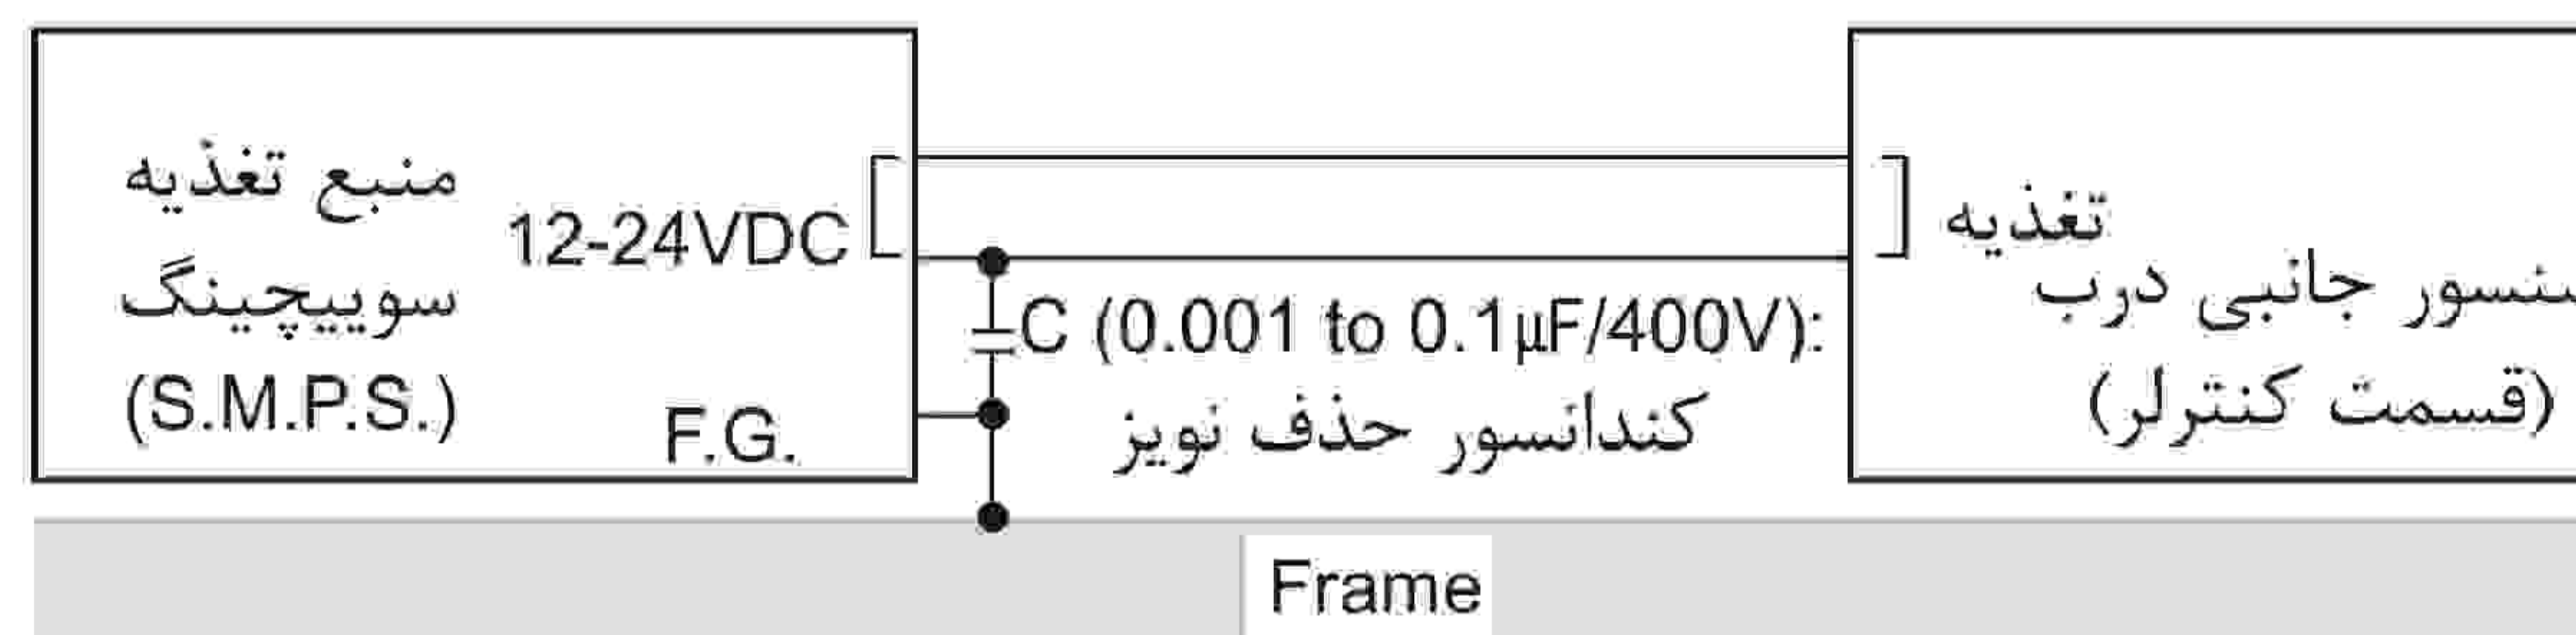 منبع تغذیه
سوییچینگ
(S.M.P.S.)
12-24VDC
F.G.
C (0.001 to 0.1µF/400V):
کندانسور حذف نویز
تغذیه
جانبی درب
(قسمت کنترلر)
Frame